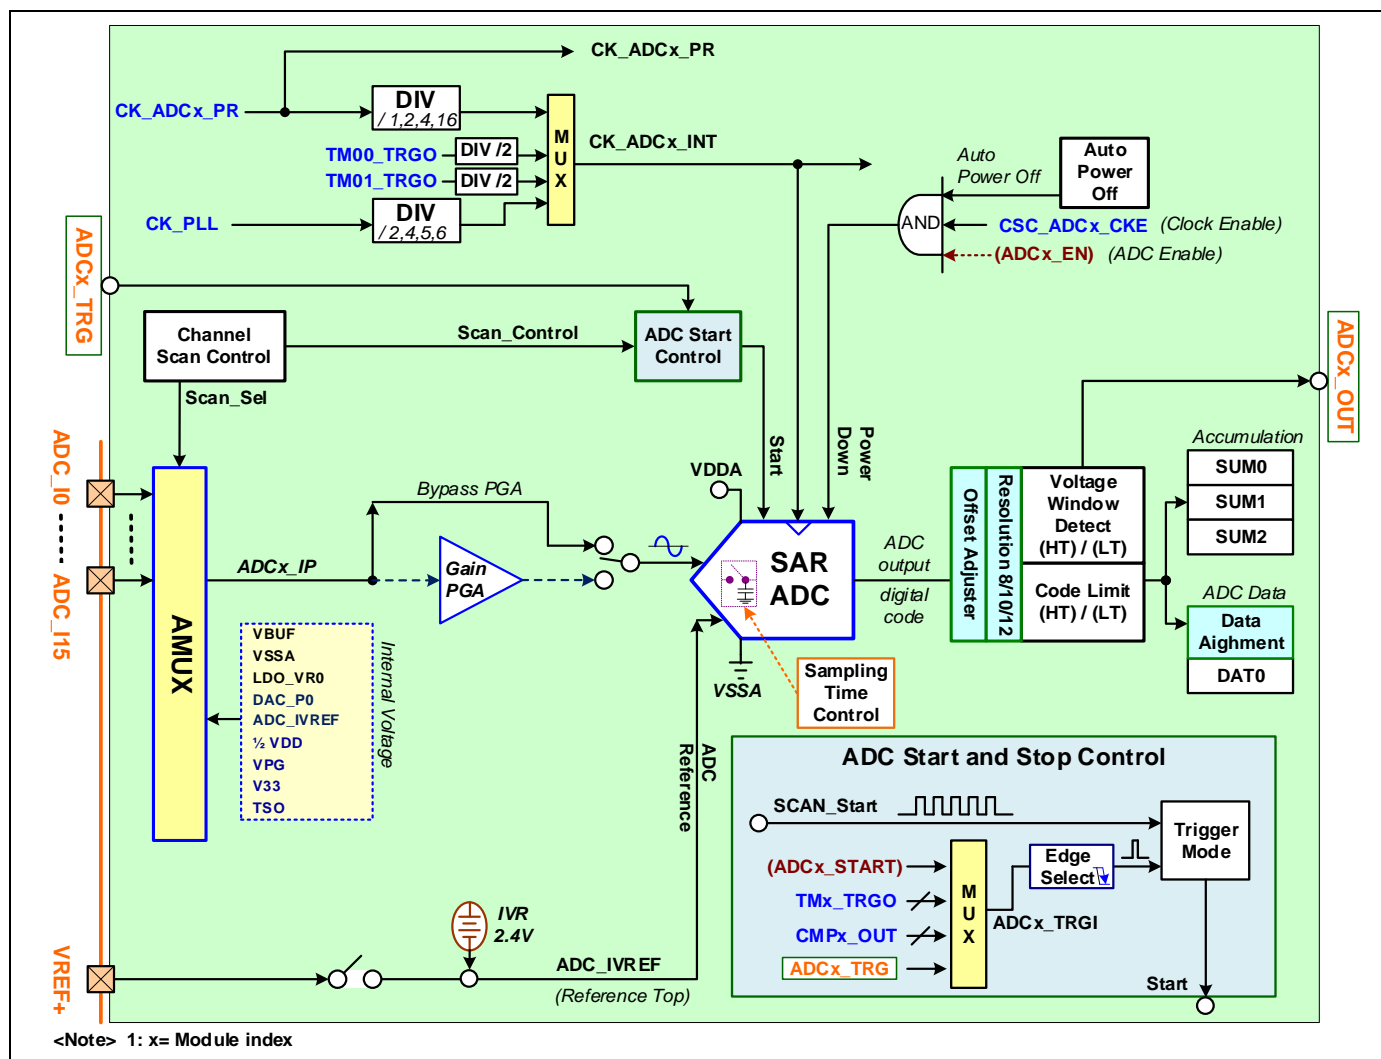 CK_ADCx_PR
CK_ADCx_PR
DIV
/ 1,2,4,16
TM00_TRGO
DIV /2
TM01_TRGO
DIV /2
CK_PLL
DIV
/ 2,4,5,6
M
U
X
CK_ADCx_INT
Auto
Power Off
Auto
Power
Off
AND
CSC_ADCx_CKE
(Clock Enable)
(ADCx_EN)
(ADC Enable)
ADCx_TRG
Channel
Scan Control
Scan_Control
ADC Start
Control
Scan_Sel
Start
Power
Down
ADCx_OUT
ADC_I0
ADC_I15
AMUX
ADCx_IP
Bypass PGA
Gain
PGA
VDDA
SAR
ADC
VSSA
Sampling
Time
Control
ADC
output
digital
code
Offset Adjuster
Resolution 8/10/12
Voltage
Window
Detect
(HT) / (LT)
Code Limit
(HT) / (LT)
Accumulation
SUM0
SUM1
SUM2
ADC Data
Data
Aighment
DAT0
VBUF
VSSA
LDO_VR0
DAC_P0
ADC_IVREF
½ VDD
VPG
V33
TSO
Internal Voltage
ADC
Reference
VREF+
IVR
2.4V
ADC_IVREF
(Reference Top)
ADC Start and Stop Control
SCAN_Start
(ADCx_START)
TMx_TRGO
CMPx_OUT
ADCx_TRG
M
U
X
ADCx_TRGI
Edge
Select
Trigger
Mode
Start
<Note> 1: x= Module index